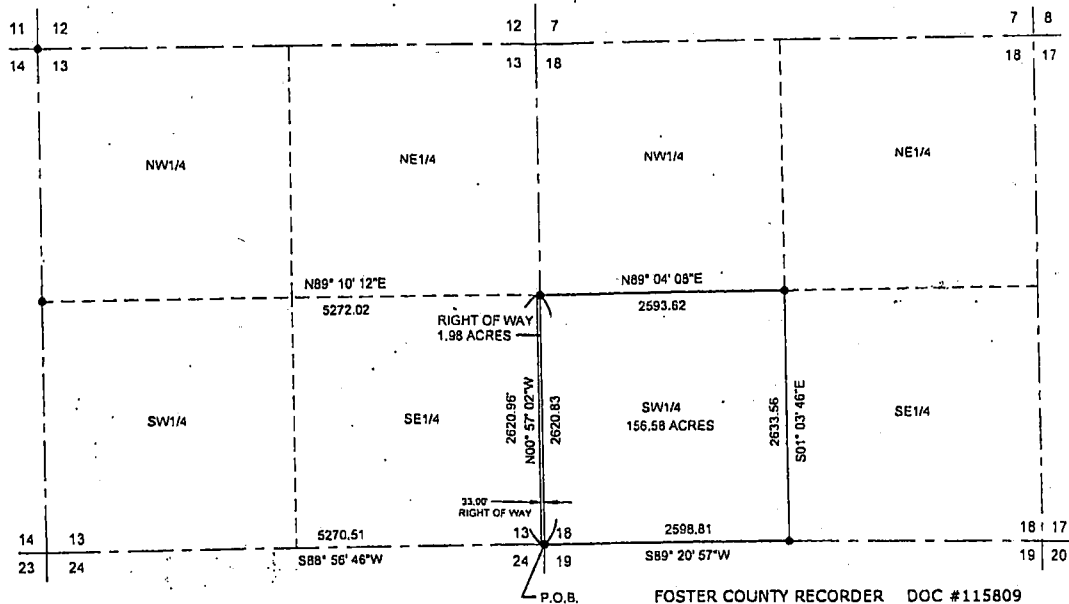 11 12
12 7
7 8
14 13
13 18
18 17
NW1/4
NE1/4
NW1/4
NE1/4
N89° 10' 12"E
5272.02
N89° 04' 08"E
2593.62
RIGHT OF WAY
1.98 ACRES
2620.96'
N00° 57' 02"W
2620.83
SW1/4
SE1/4
SW1/4
156.58 ACRES
2633.56
S01° 03' 46"E
SE1/4
33.00'
RIGHT OF WAY
14 13
5270.51
13 18
2598.81
18 17
23 24
S88° 56' 46"W
24 19
S89° 20' 57"W
19 20
P.O.B.
FOSTER COUNTY RECORDER DOC #115809